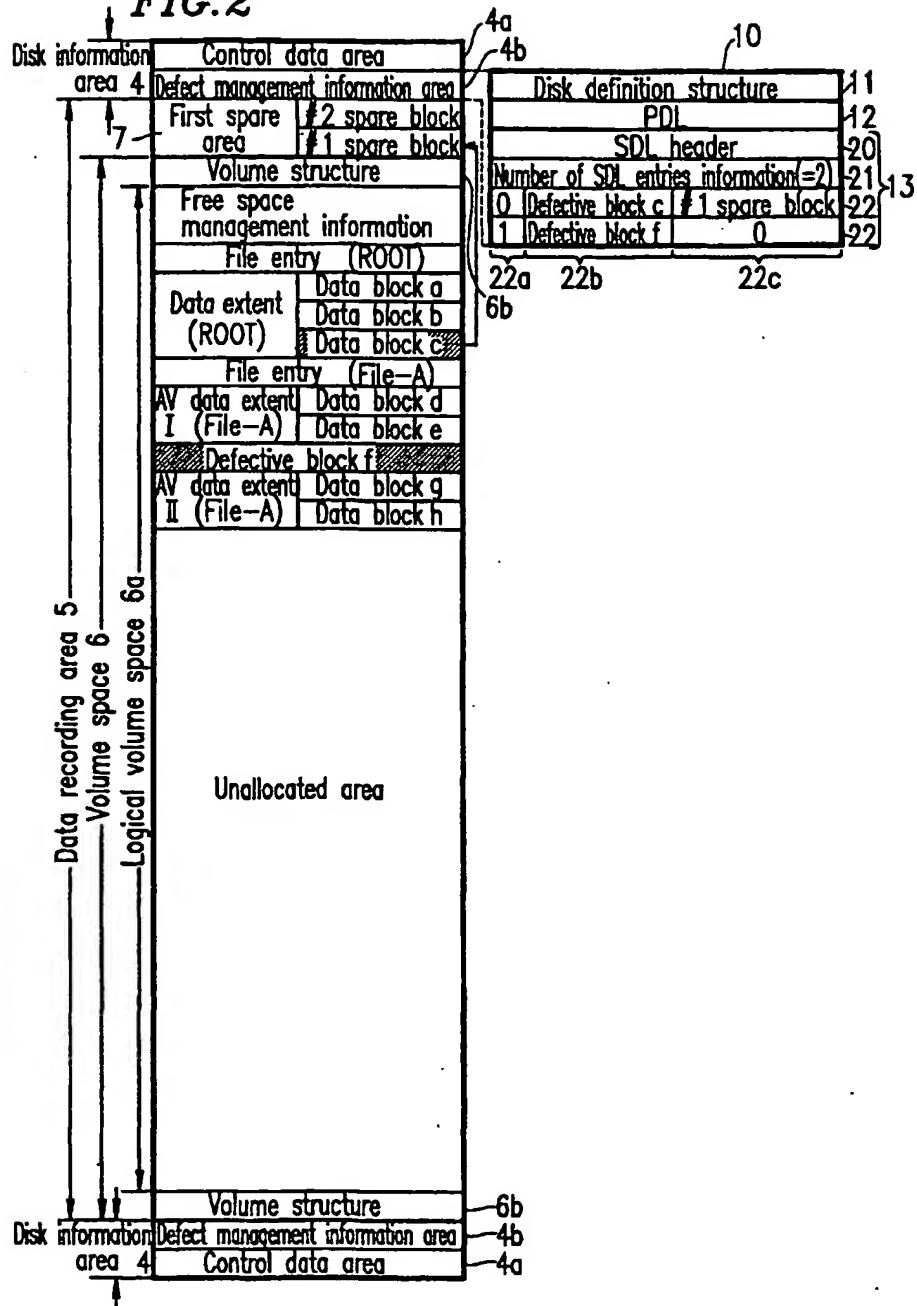 FIG.2
Disk information area 4
Control data area
4a
Defect management information area
4b
7
First spare area
#2 spare block
#1 spare block
Volume structure
6b
Free space management information
File entry (ROOT)
Data extent (ROOT)
Data block a
Data block b
Data block c
File entry (File-A)
AV data extent I (File-A)
Data block d
Data block e
Defective block f
AV data extent II (File-A)
Data block g
Data block h
Unallocated area
Data recording area 5
Volume space 6
Logical volume space 6a
Volume structure
6b
Disk information area 4
Defect management information area
4b
Control data area
4a
10
Disk definition structure
11
PDL
12
SDL header
20
Number of SDL entries information(=2)
21
13
0 Defective block c #1 spare block
22
1 Defective block f 0
22
22a 22b 22c